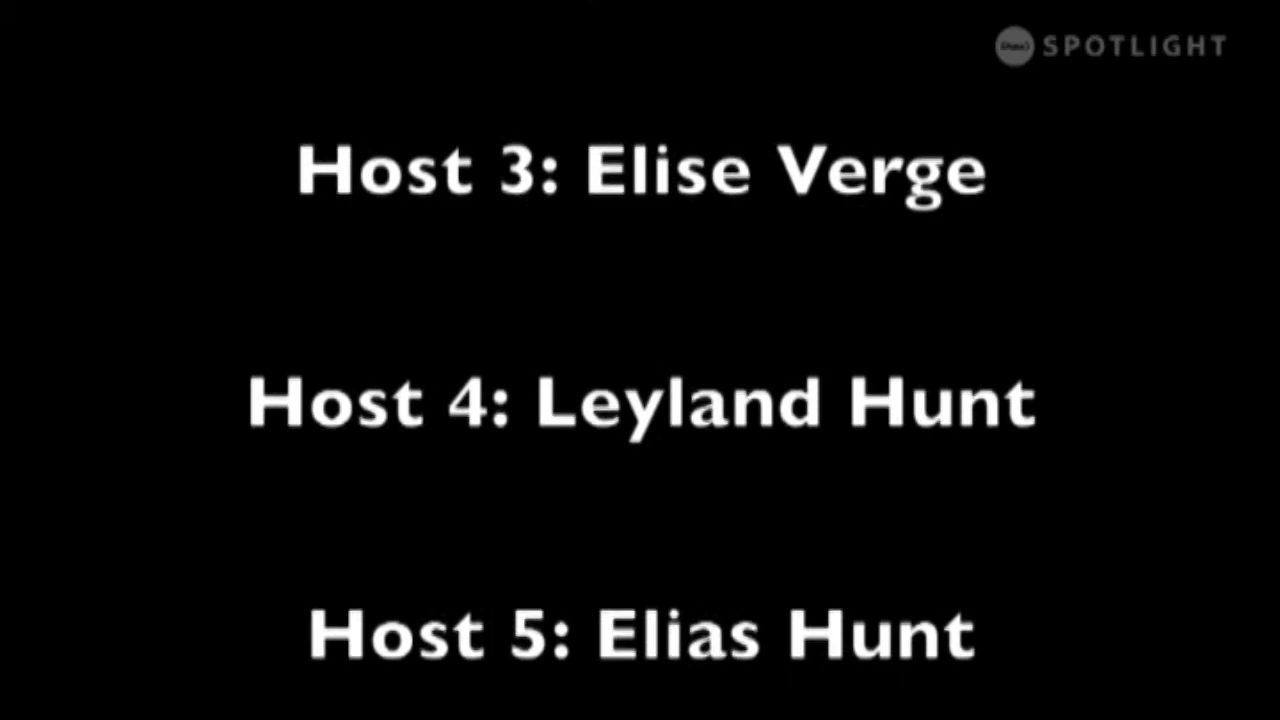 SPOTLIGHT
Host 3: Elise Verge
Host 4: Leyland Hunt
Host 5: Elias Hunt